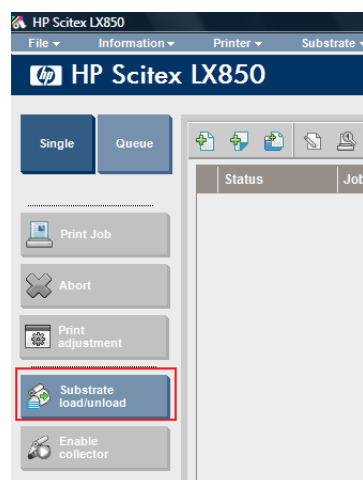 HP Scitex LX850
File Information Printer Substrate
hp HP Scitex LX850
Single Queue
Status Job
Print Job
Abort
Print
adjustment
Substrate
load/unload
Enable
collector